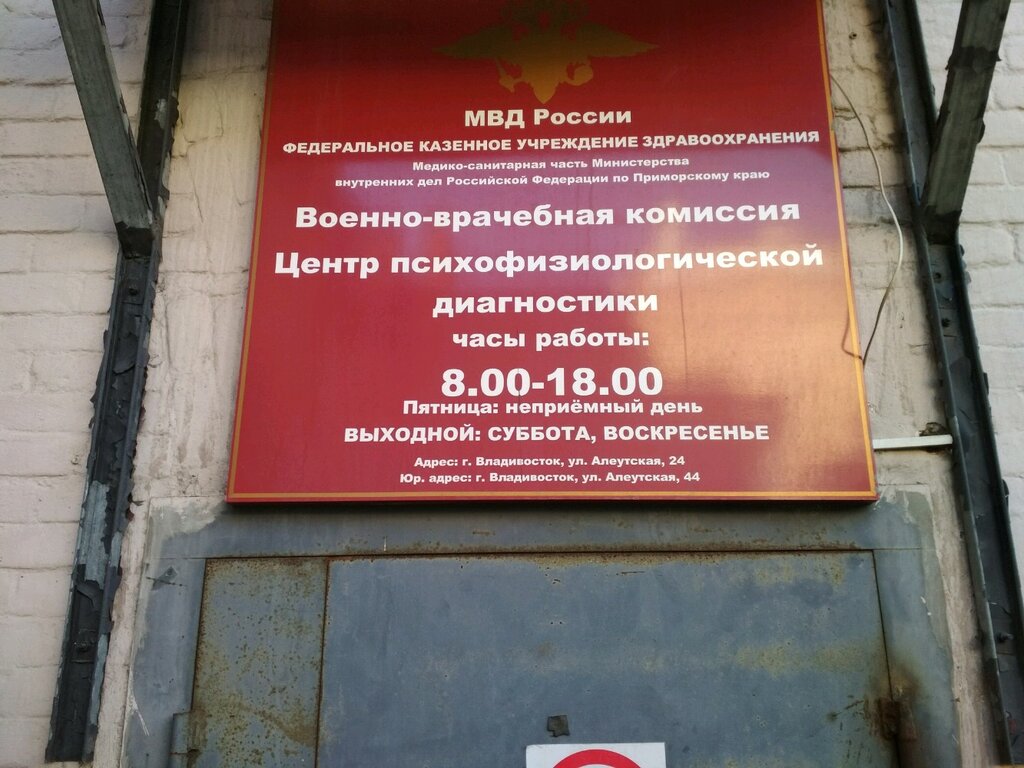 МВД России
ФЕДЕРАЛЬНОЕ КАЗЕННОЕ УЧРЕЖДЕНИЕ ЗДРАВООХРАНЕНИЯ
Медико-санитарная часть Министерства
внутренних дел Российской Федерации по Приморскому краю
Военно-врачебная комиссия
Центр психофизиологической
диагностики
часы работы:
8.00-18.00
Пятница: неприёмный день
ВЫХОДНОЙ: СУББОТА, ВОСКРЕСЕНЬЕ
Адрес: г. Владивосток, ул. Алеутская, 24
Юр. адрес: г. Владивосток, ул. Алеутская, 44